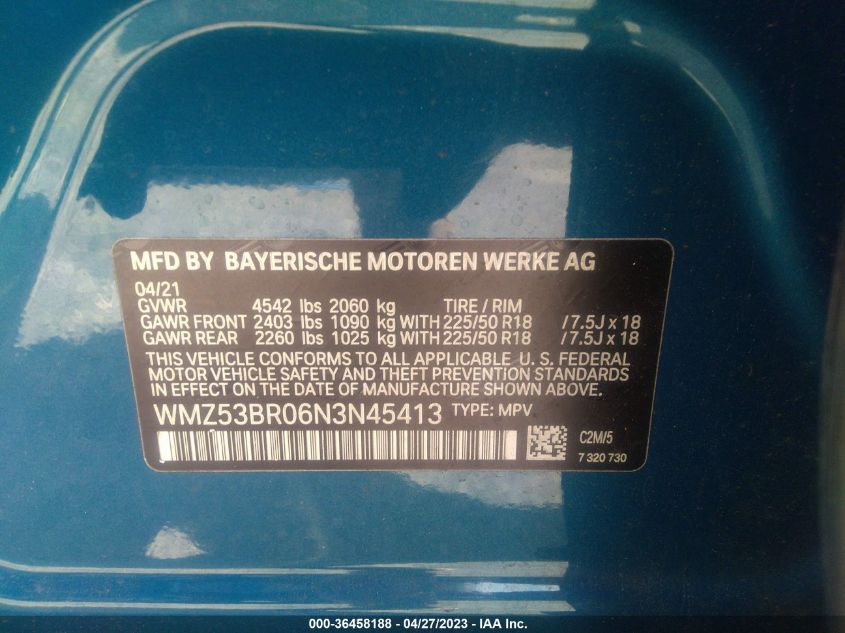 MFD BY BAYERISCHE MOTOREN WERKE AG
04/21
GVWR 4542 lbs 2060 kg TIRE / RIM
GAWR FRONT 2403 lbs 1090 kg WITH 225/50 R18 / 7.5J x 18
GAWR REAR 2260 lbs 1025 kg WITH 225/50 R18 / 7.5J x 18
THIS VEHICLE CONFORMS TO ALL APPLICABLE U.S. FEDERAL
MOTOR VEHICLE SAFETY AND THEFT PREVENTION STANDARDS
IN EFFECT ON THE DATE OF MANUFACTURE SHOWN ABOVE.
WMZ53BR06N3N45413 TYPE: MPV
C2M/5
7 320 730
000-36458188 - 04/27/2023 - IAA Inc.